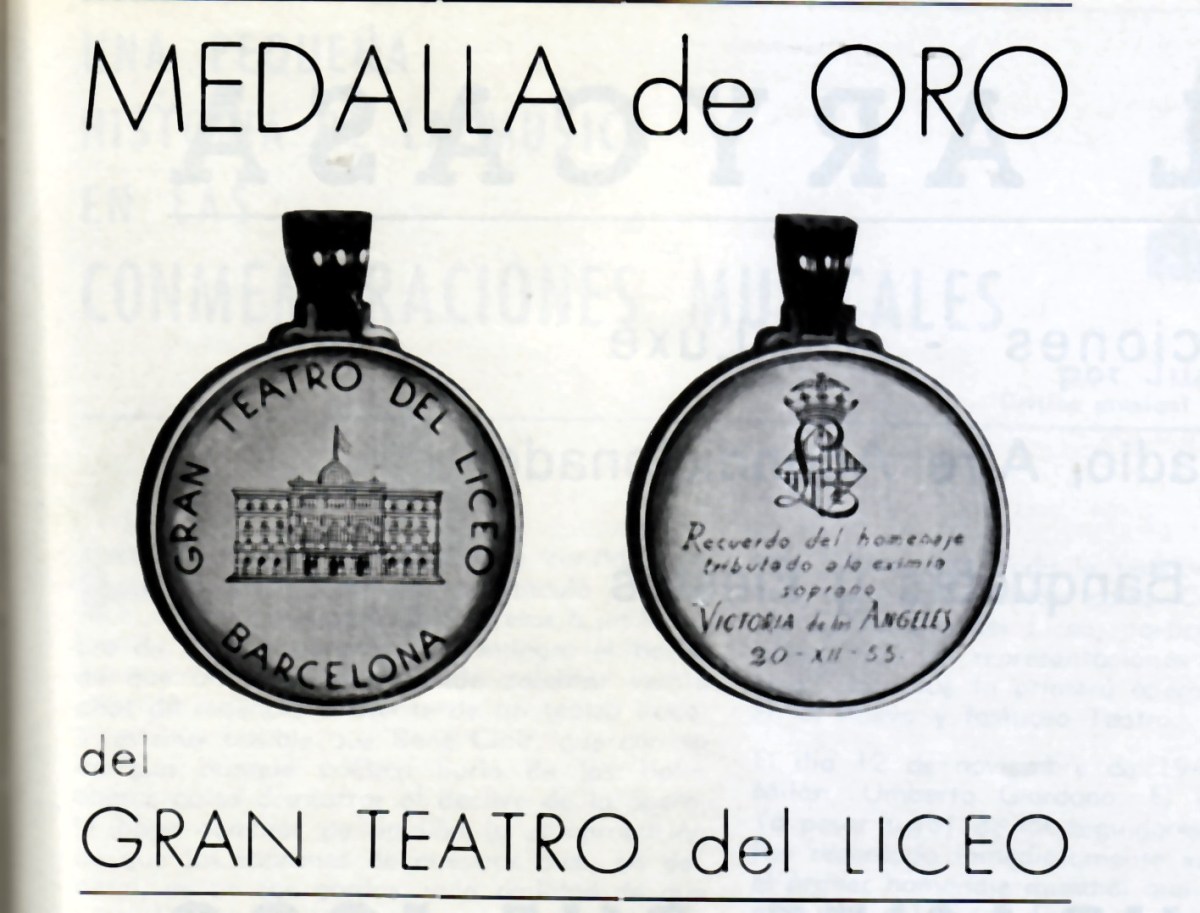 MEDALLA de ORO
GRAN TEATRO DEL LICEO
BARCELONA
Recuerdo del homenaje
tributado a la eximia
soprano
VICTORIA de los ANGELES
20-XII-55.
del
GRAN TEATRO del LICEO